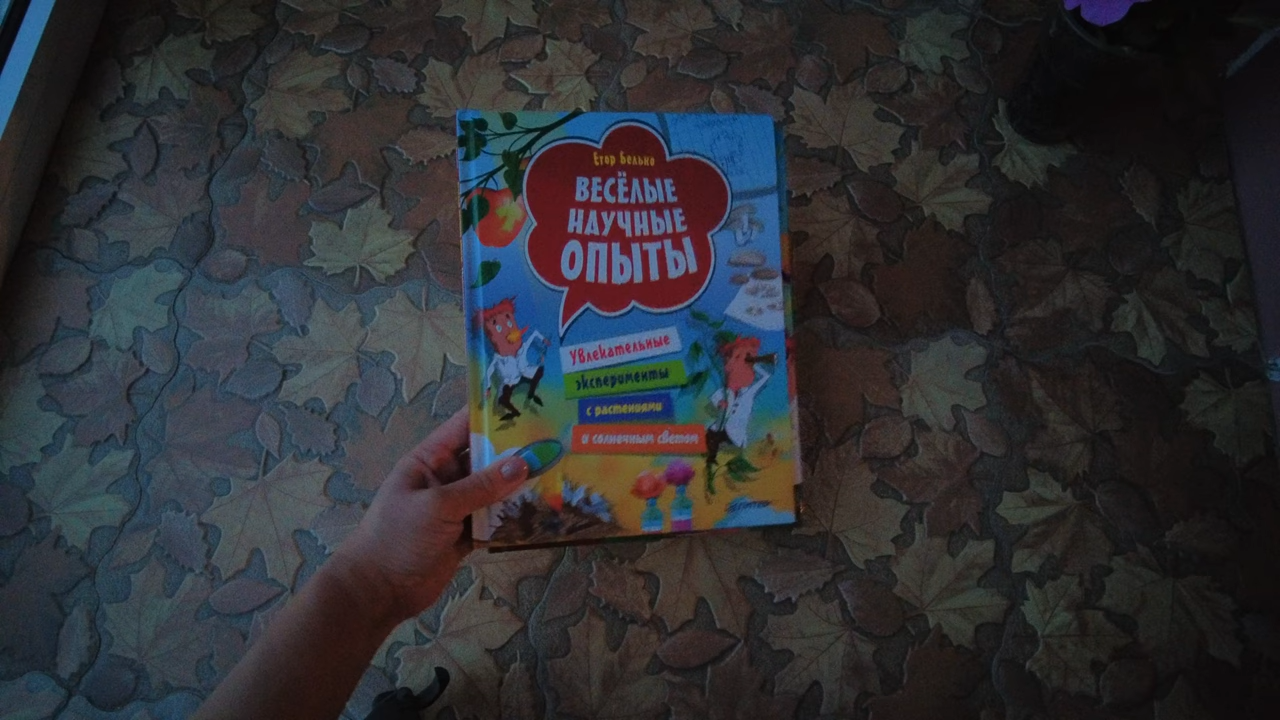 Егор Белько
ВЕСЁЛЫЕ
НАУЧНЫЕ
ОПЫТЫ
Увлекательные
эксперименты
с растениями
и солнечным светом